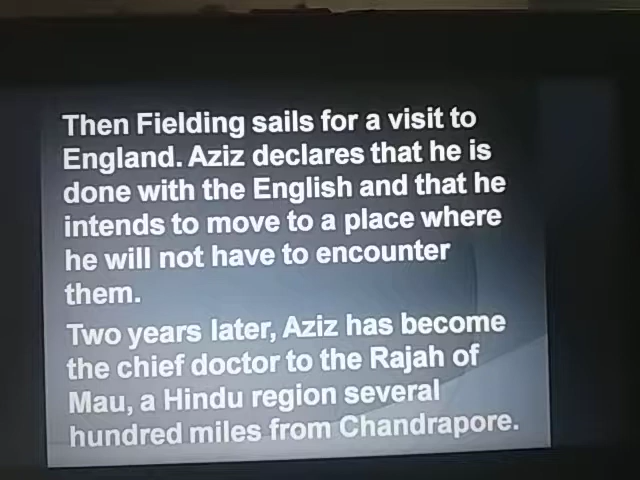 Then Fielding sails for a visit to
England. Aziz declares that he is
done with the English and that he
intends to move to a place where
he will not have to encounter
them.
Two years later, Aziz has become
the chief doctor to the Rajah of
Mau, a Hindu region several
hundred miles from Chandrapore.